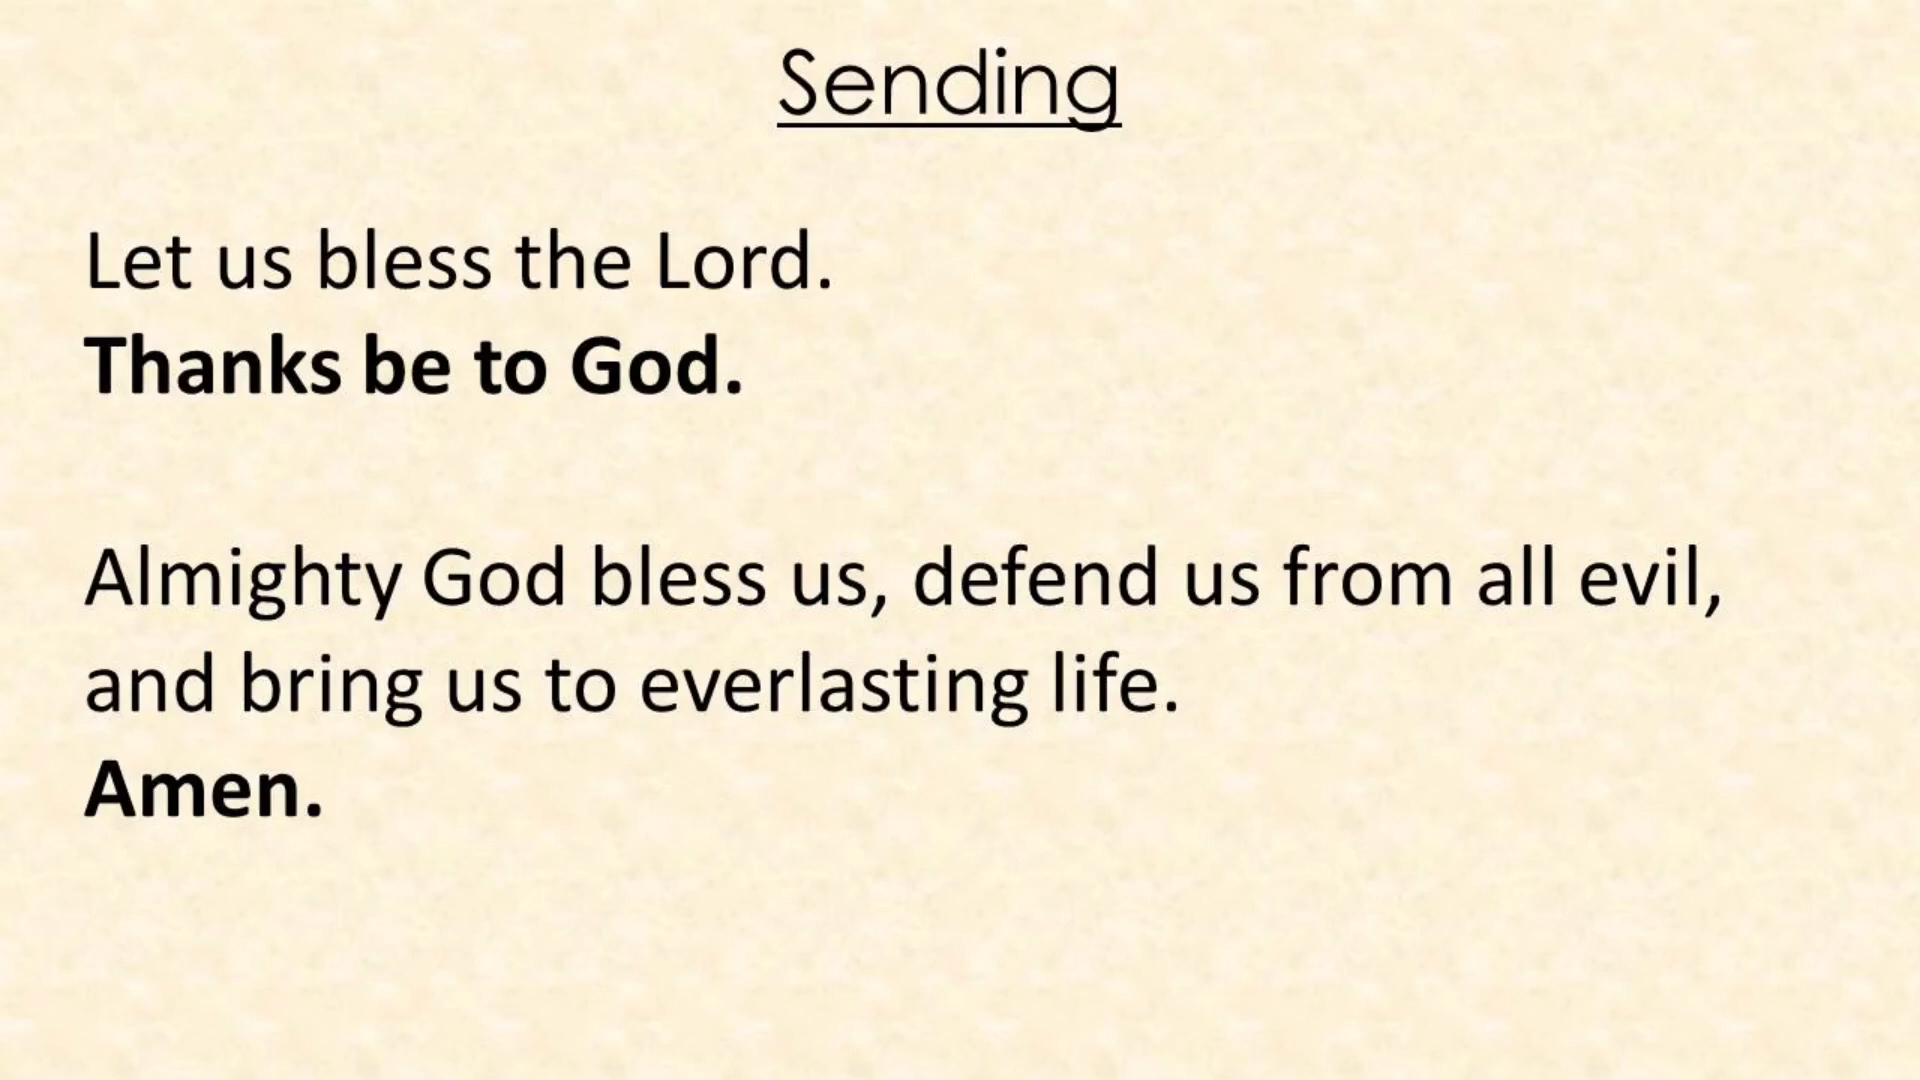 Sending
Let us bless the Lord.
Thanks be to God.
Almighty God bless us, defend us from all evil,
and bring us to everlasting life.
Amen.